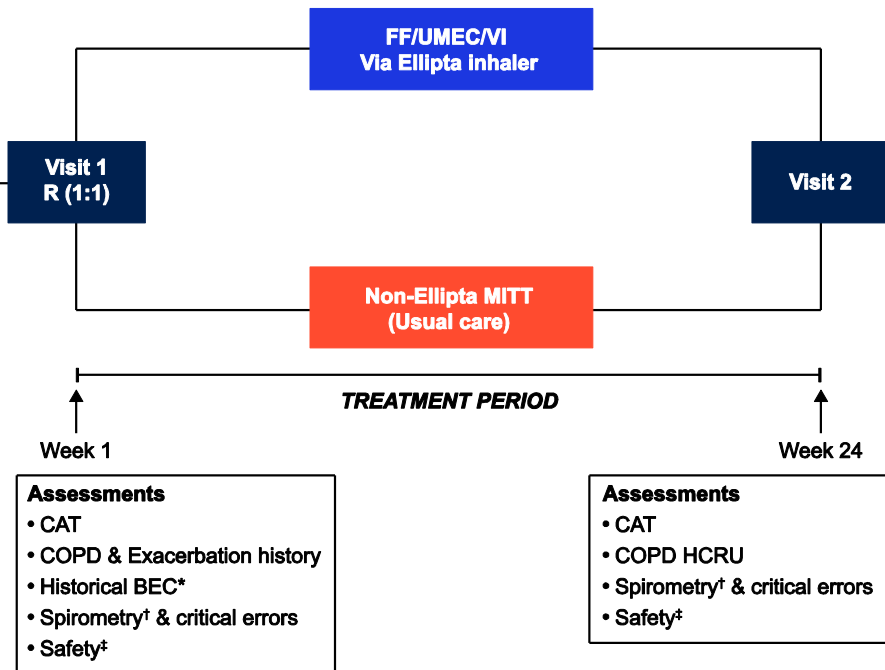 FF/UMEC/VI
Via Ellipta inhaler
Visit 1
R (1:1)
Visit 2
Non-Ellipta MITT
(Usual care)
TREATMENT PERIOD
Week 1
Week 24
Assessments
• CAT
• COPD & Exacerbation history
• Historical BEC*
• Spirometry† & critical errors
• Safety‡
Assessments
• CAT
• COPD HCRU
• Spirometry† & critical errors
• Safety‡